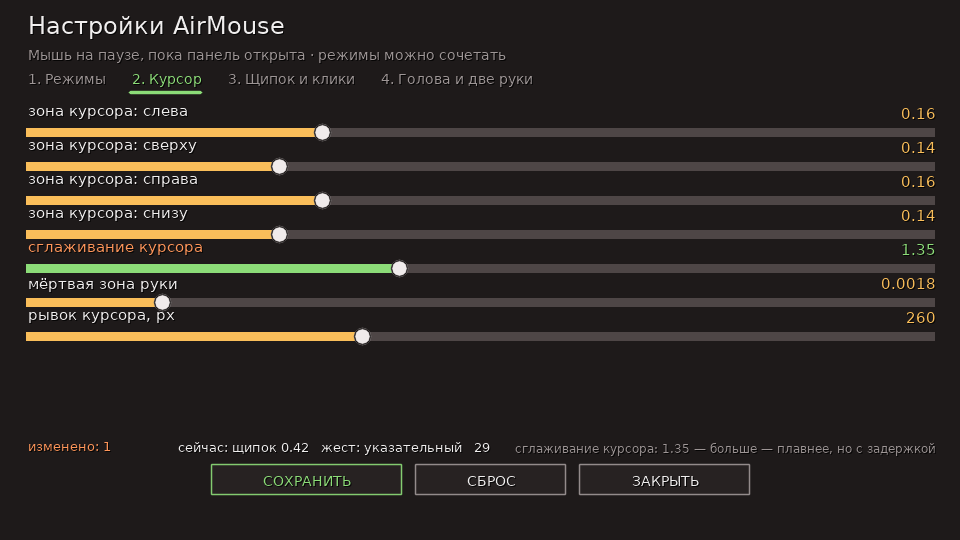 Настройки AirMouse
Мышь на паузе, пока панель открыта · режимы можно сочетать
1. Режимы 2. Курсор 3. Щипок и клики 4. Голова и две руки
зона курсора: слева 0.16
зона курсора: сверху 0.14
зона курсора: справа 0.16
зона курсора: снизу 0.14
сглаживание курсора 1.35
мёртвая зона руки 0.0018
рывок курсора, px 260
изменено: 1 сейчас: щипок 0.42 жест: указательный 29 сглаживание курсора: 1.35 — больше — плавнее, но с задержкой
СОХРАНИТЬ СБРОС ЗАКРЫТЬ